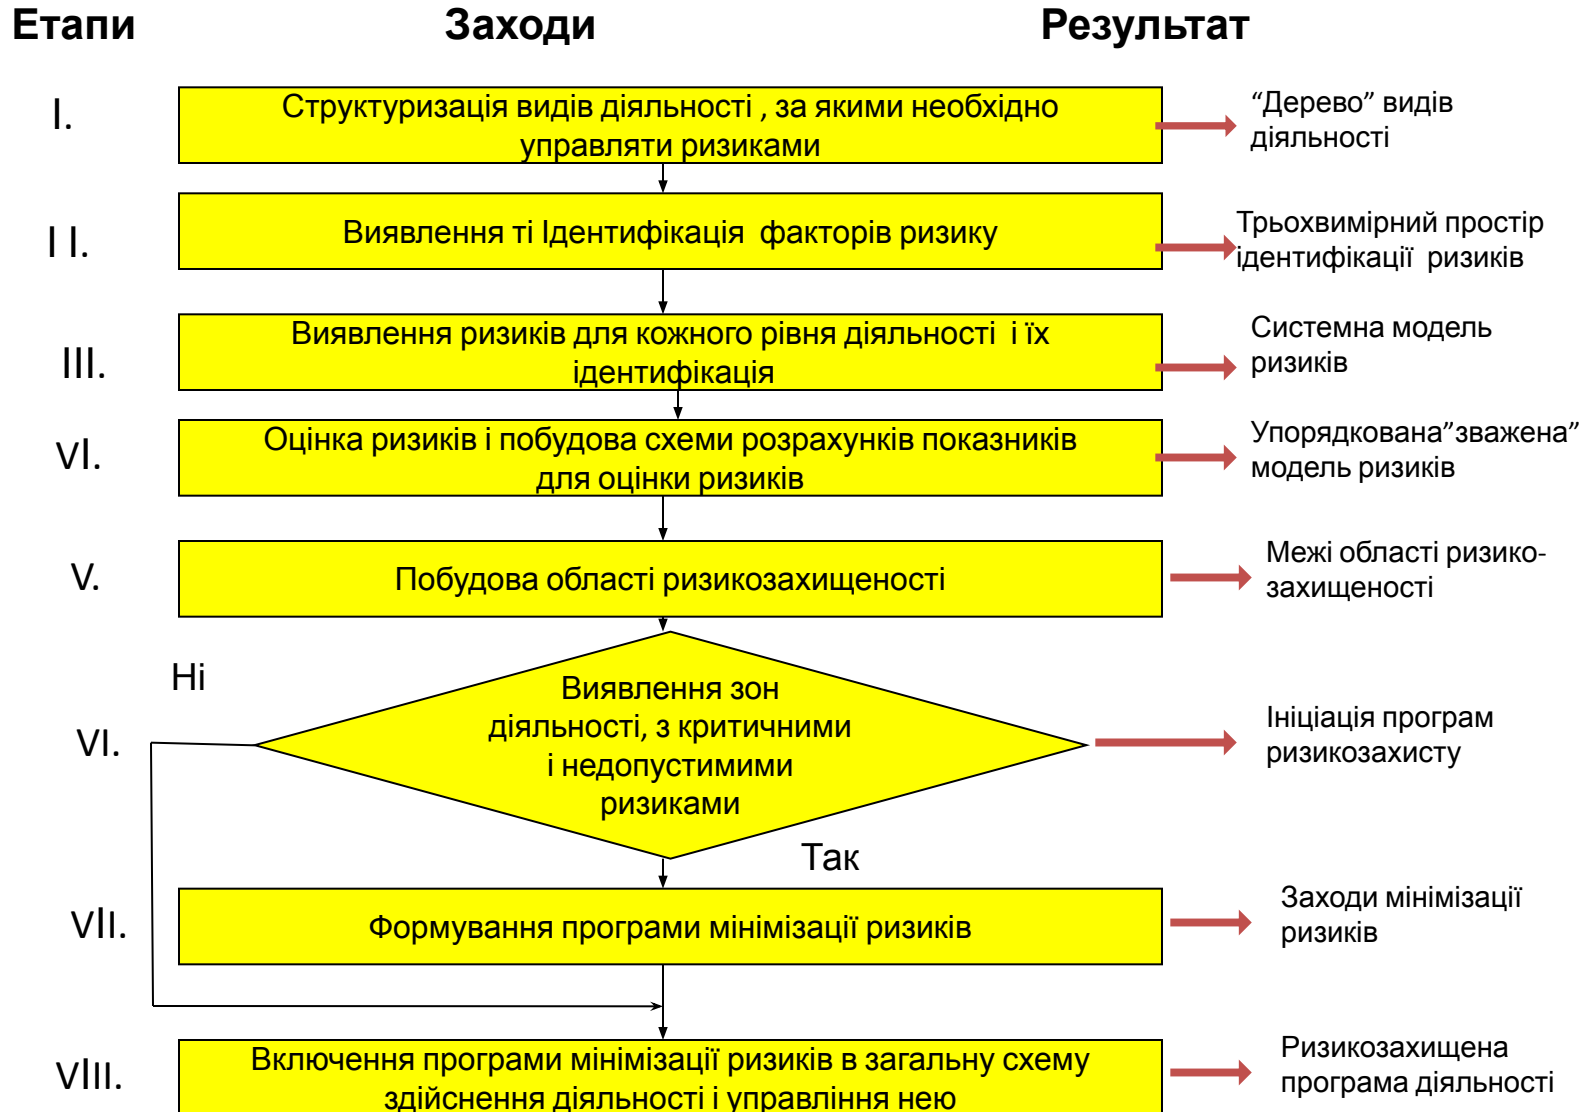 Етапи Заходи Результат
I.
Структуризація видів діяльності , за якими необхідно
управляти ризиками
“Дерево” видів
діяльності
I I.
Виявлення ті Ідентифікація факторів ризику
Трьохвимірний простір
ідентифікації ризиків
III.
Виявлення ризиків для кожного рівня діяльності і їх
ідентифікація
Системна модель
ризиків
VI.
Оцінка ризиків і побудова схеми розрахунків показників
для оцінки ризиків
Упорядкована”зважена”
модель ризиків
V.
Побудова області ризикозахищеності
Межі області ризико-
захищеності
Ні
VI.
Виявлення зон
діяльності, з критичними
і недопустимими
ризиками
Ініціація програм
ризикозахисту
Так
VII.
Формування програми мінімізації ризиків
Заходи мінімізації
ризиків
VIII.
Включення програми мінімізації ризиків в загальну схему
здійснення діяльності і управління нею
Ризикозахищена
програма діяльності